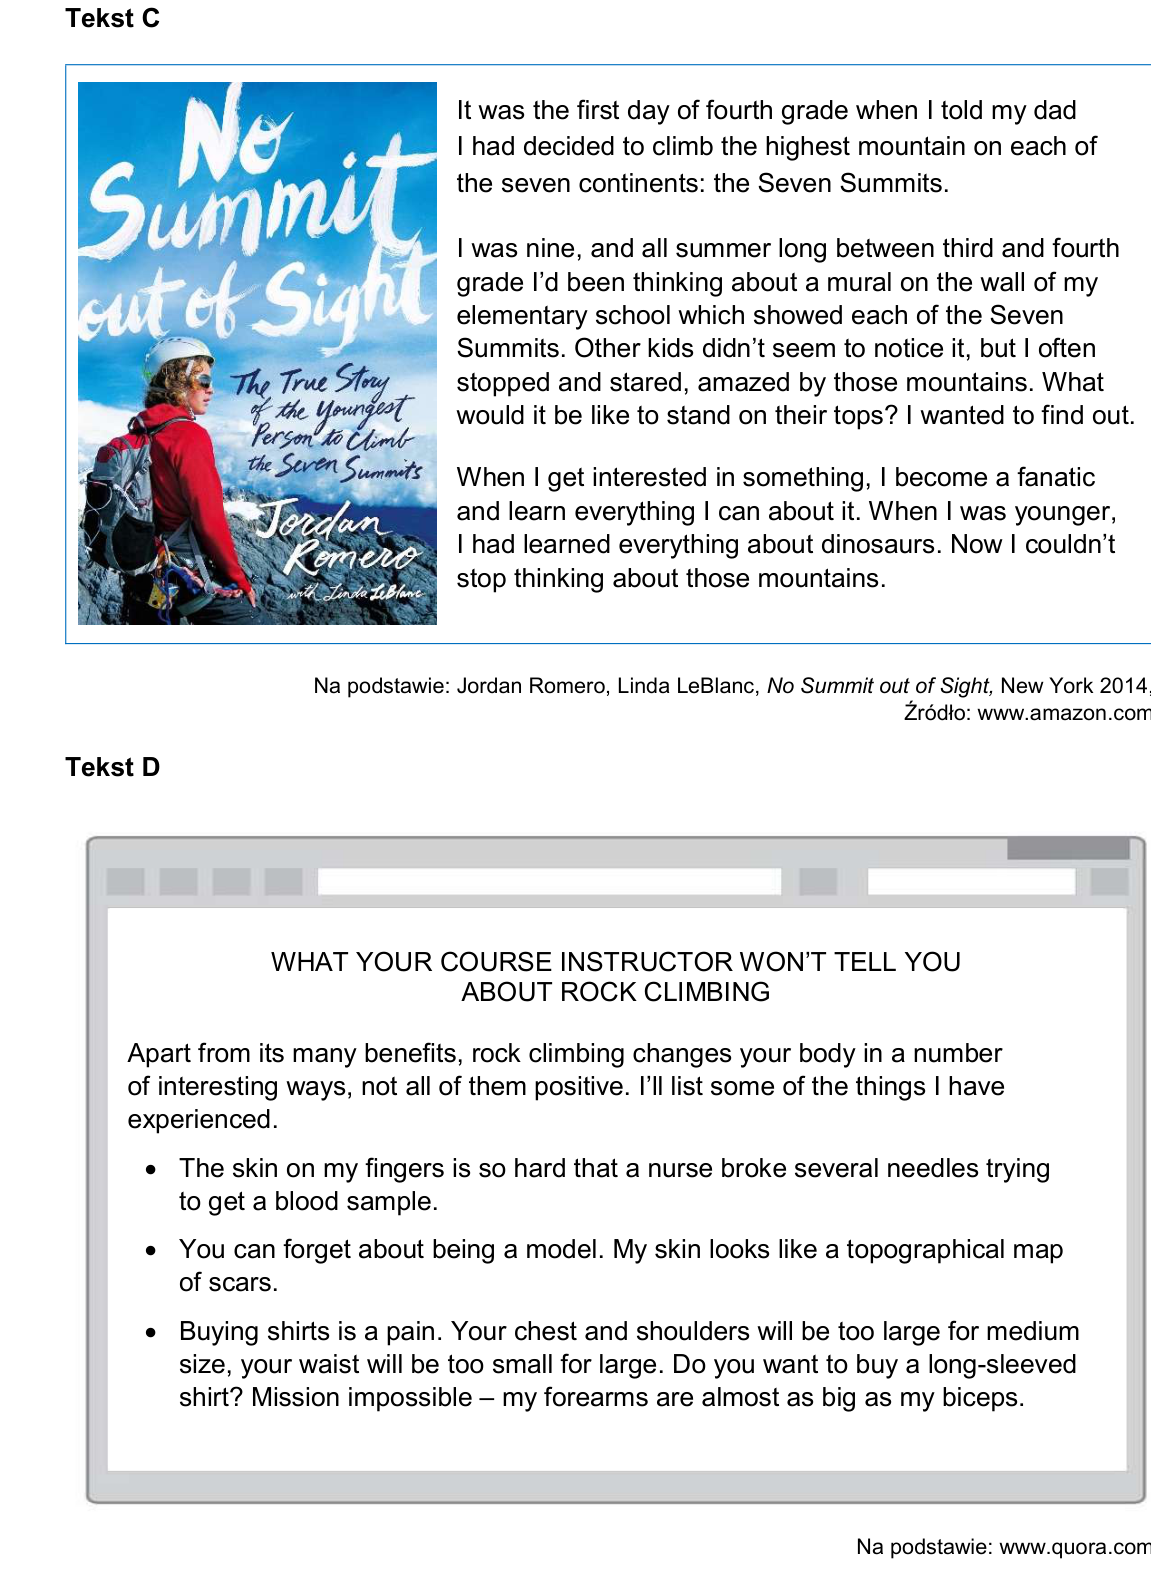 Tekst C
No
Summit
out of Sight
The True Story
of the Youngest
Person to Climb
the Seven Summits
Jordan
Romero
with Linda LeBlanc
It was the first day of fourth grade when I told my dad
I had decided to climb the highest mountain on each of
the seven continents: the Seven Summits.
I was nine, and all summer long between third and fourth
grade I’d been thinking about a mural on the wall of my
elementary school which showed each of the Seven
Summits. Other kids didn’t seem to notice it, but I often
stopped and stared, amazed by those mountains. What
would it be like to stand on their tops? I wanted to find out.
When I get interested in something, I become a fanatic
and learn everything I can about it. When I was younger,
I had learned everything about dinosaurs. Now I couldn’t
stop thinking about those mountains.
Na podstawie: Jordan Romero, Linda LeBlanc, No Summit out of Sight, New York 2014,
Źródło: www.amazon.com
Tekst D
WHAT YOUR COURSE INSTRUCTOR WON’T TELL YOU
ABOUT ROCK CLIMBING
Apart from its many benefits, rock climbing changes your body in a number
of interesting ways, not all of them positive. I’ll list some of the things I have
experienced.
• The skin on my fingers is so hard that a nurse broke several needles trying
to get a blood sample.
• You can forget about being a model. My skin looks like a topographical map
of scars.
• Buying shirts is a pain. Your chest and shoulders will be too large for medium
size, your waist will be too small for large. Do you want to buy a long-sleeved
shirt? Mission impossible – my forearms are almost as big as my biceps.
Na podstawie: www.quora.com